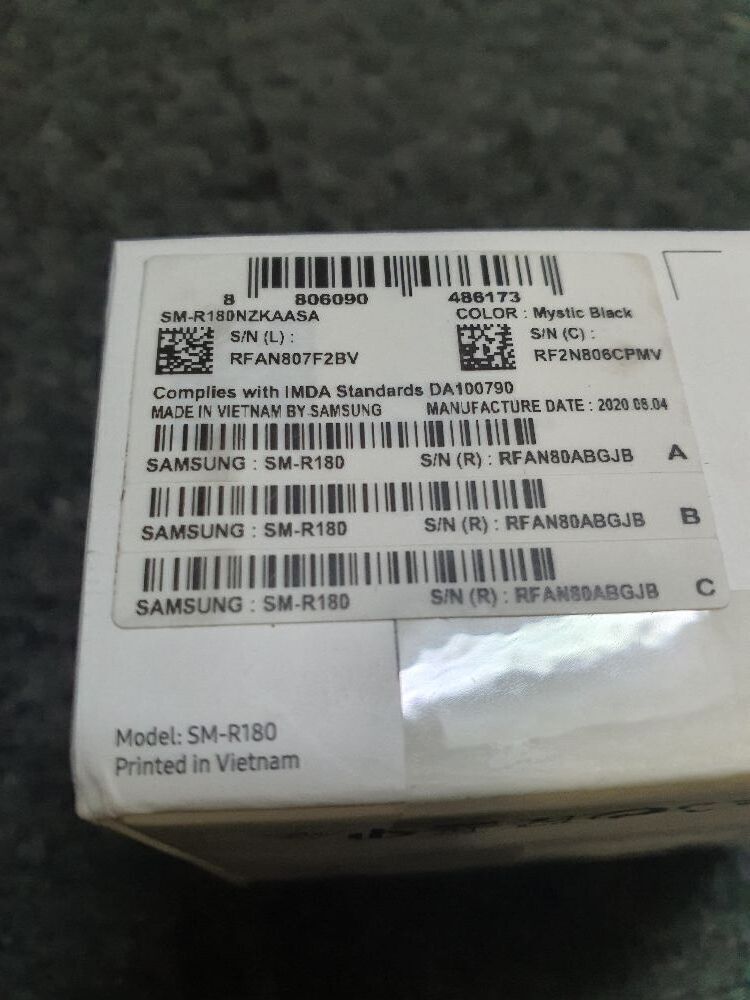 8 806090 486173
SM-R180NZKAASA COLOR : Mystic Black
S/N (L) : S/N (C) :
RFAN807F2BV RF2N806CPMV
Complies with IMDA Standards DA100790
MADE IN VIETNAM BY SAMSUNG MANUFACTURE DATE : 2020.08.04
SAMSUNG : SM-R180 S/N (R) : RFAN80ABGJB A
SAMSUNG : SM-R180 S/N (R) : RFAN80ABGJB B
SAMSUNG : SM-R180 S/N (R) : RFAN80ABGJB C
Model: SM-R180
Printed in Vietnam